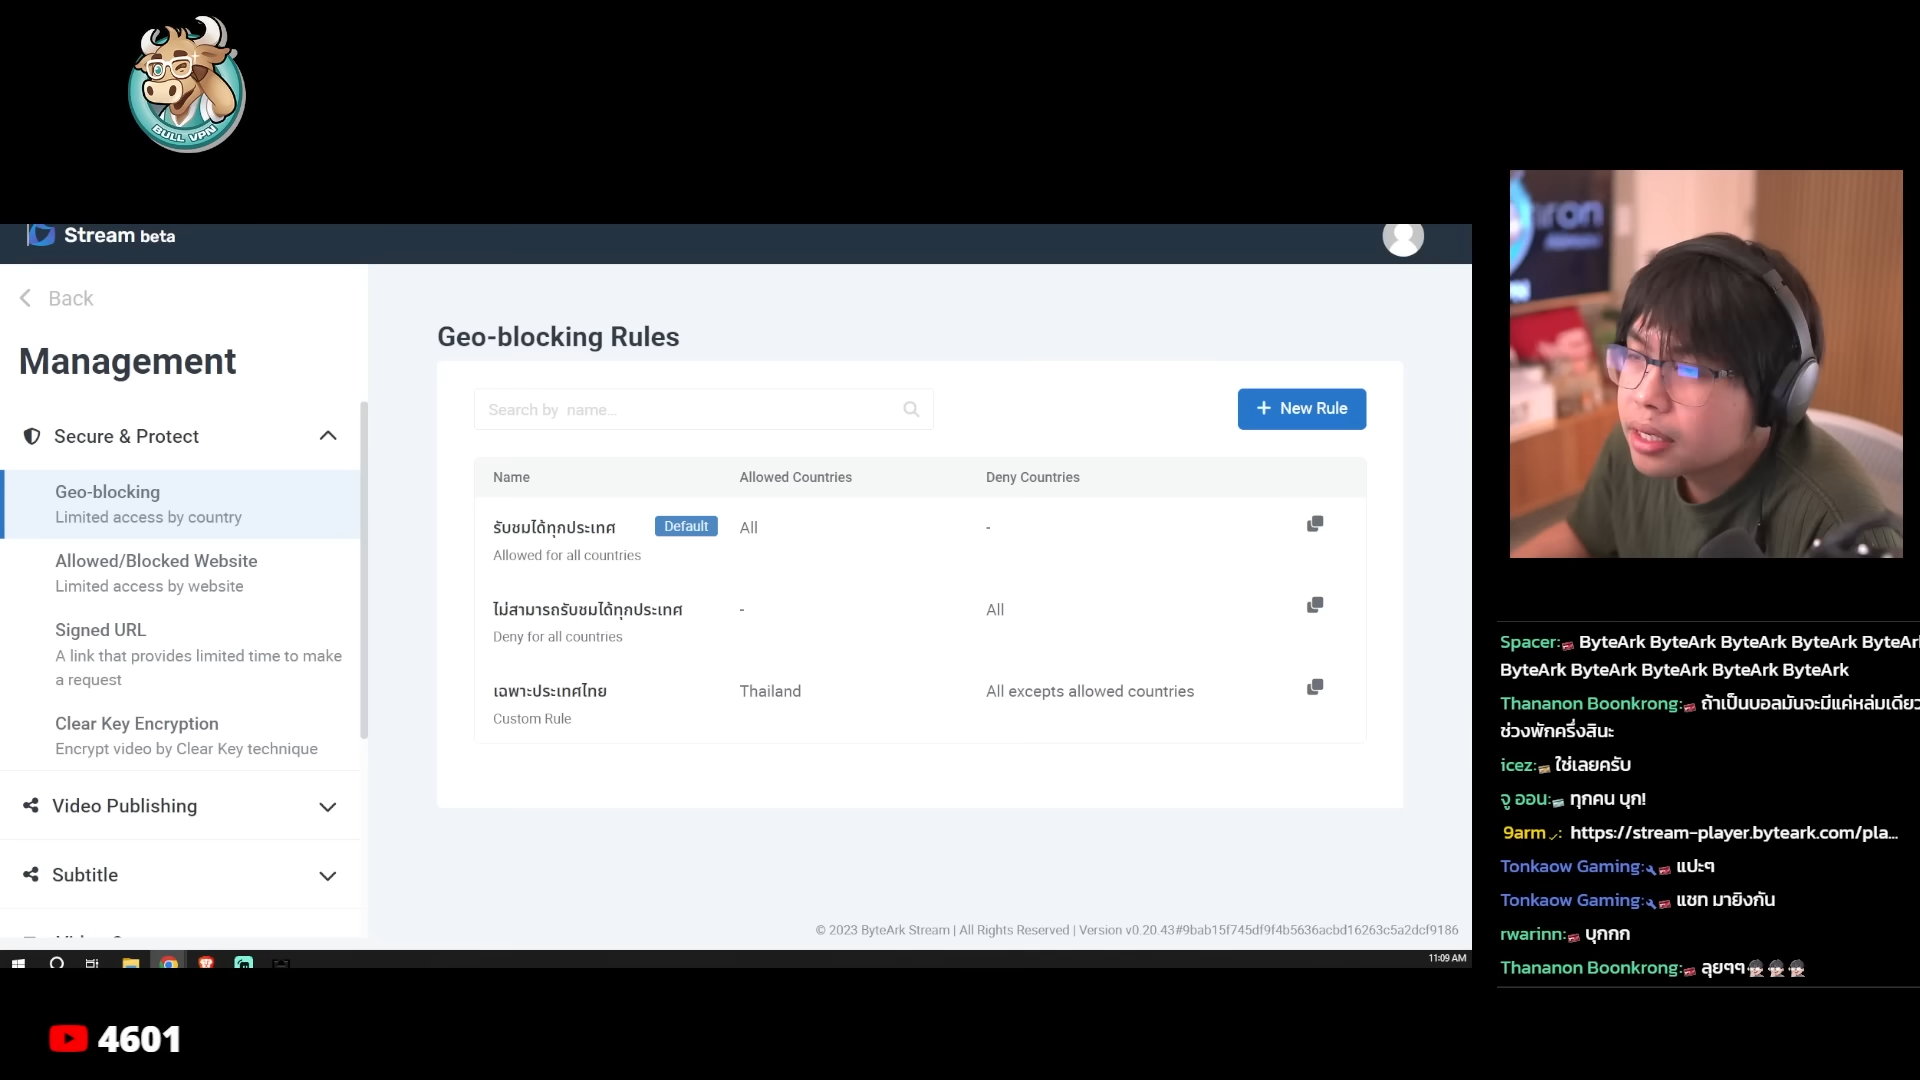 BULL VPN
Stream beta
Back
Management
Secure & Protect
Geo-blocking
Limited access by country
Allowed/Blocked Website
Limited access by website
Signed URL
A link that provides limited time to make
a request
Clear Key Encryption
Encrypt video by Clear Key technique
Video Publishing
Subtitle
Geo-blocking Rules
Search by name...
+ New Rule
Name Allowed Countries Deny Countries
รับชมได้ทุกประเทศ Default All -
Allowed for all countries
ไม่สามารถรับชมได้ทุกประเทศ - All
Deny for all countries
เฉพาะประเทศไทย Thailand All excepts allowed countries
Custom Rule
© 2023 ByteArk Stream | All Rights Reserved | Version v0.20.43#9bab15f745df9f4b5636acbd16263c5a2dcf9186
11:09 AM
4601
Spacer: ByteArk ByteArk ByteArk ByteArk ByteArk
ByteArk ByteArk ByteArk ByteArk ByteArk
Thananon Boonkrong: ถ้าเป็นบอลมันจะมีแค่หล่มเดียว
ช่วงพักครึ่งสินะ
icez: ใช่เลยครับ
จู ออน: ทุกคน บุก!
9arm: https://stream-player.byteark.com/pla...
Tonkaow Gaming: แปะๆ
Tonkaow Gaming: แชท มายิงกัน
rwarinn: บุกกก
Thananon Boonkrong: ลุยๆๆ